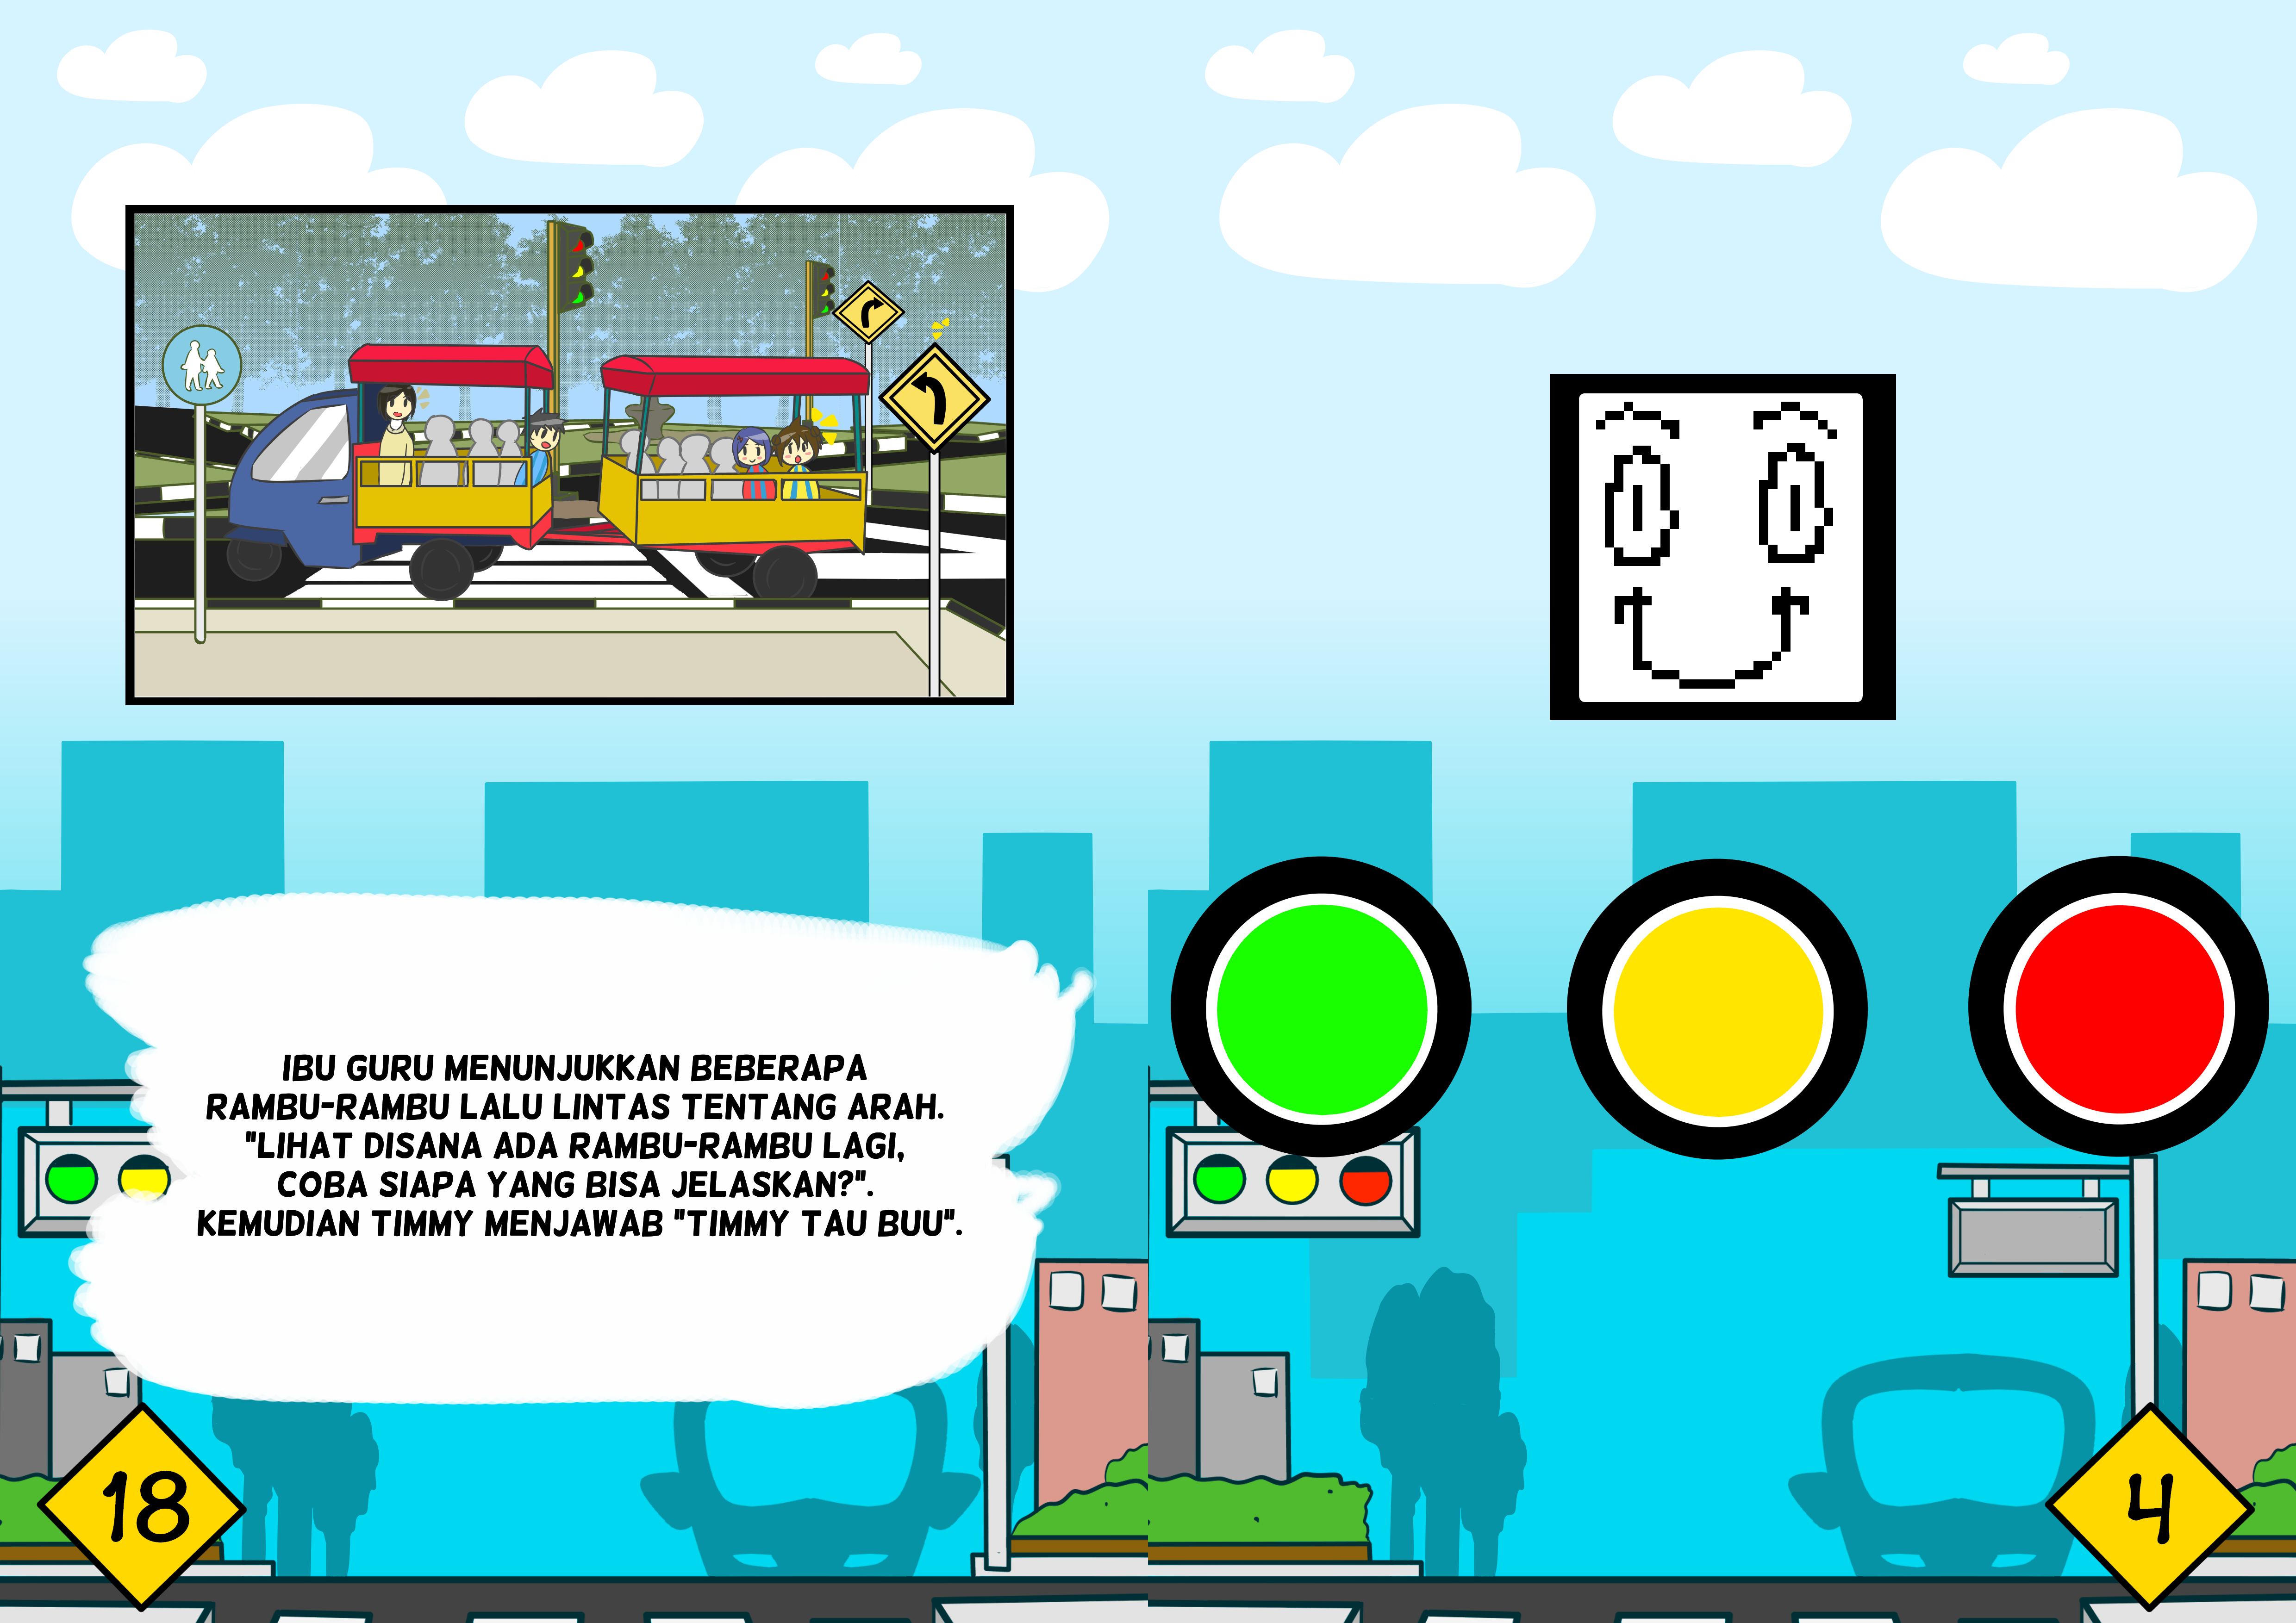 IBU GURU MENUNJUKKAN BEBERAPA
RAMBU-RAMBU LALU LINTAS TENTANG ARAH.
"LIHAT DISANA ADA RAMBU-RAMBU LAGI,
COBA SIAPA YANG BISA JELASKAN?".
KEMUDIAN TIMMY MENJAWAB "TIMMY TAU BUU".
18
4